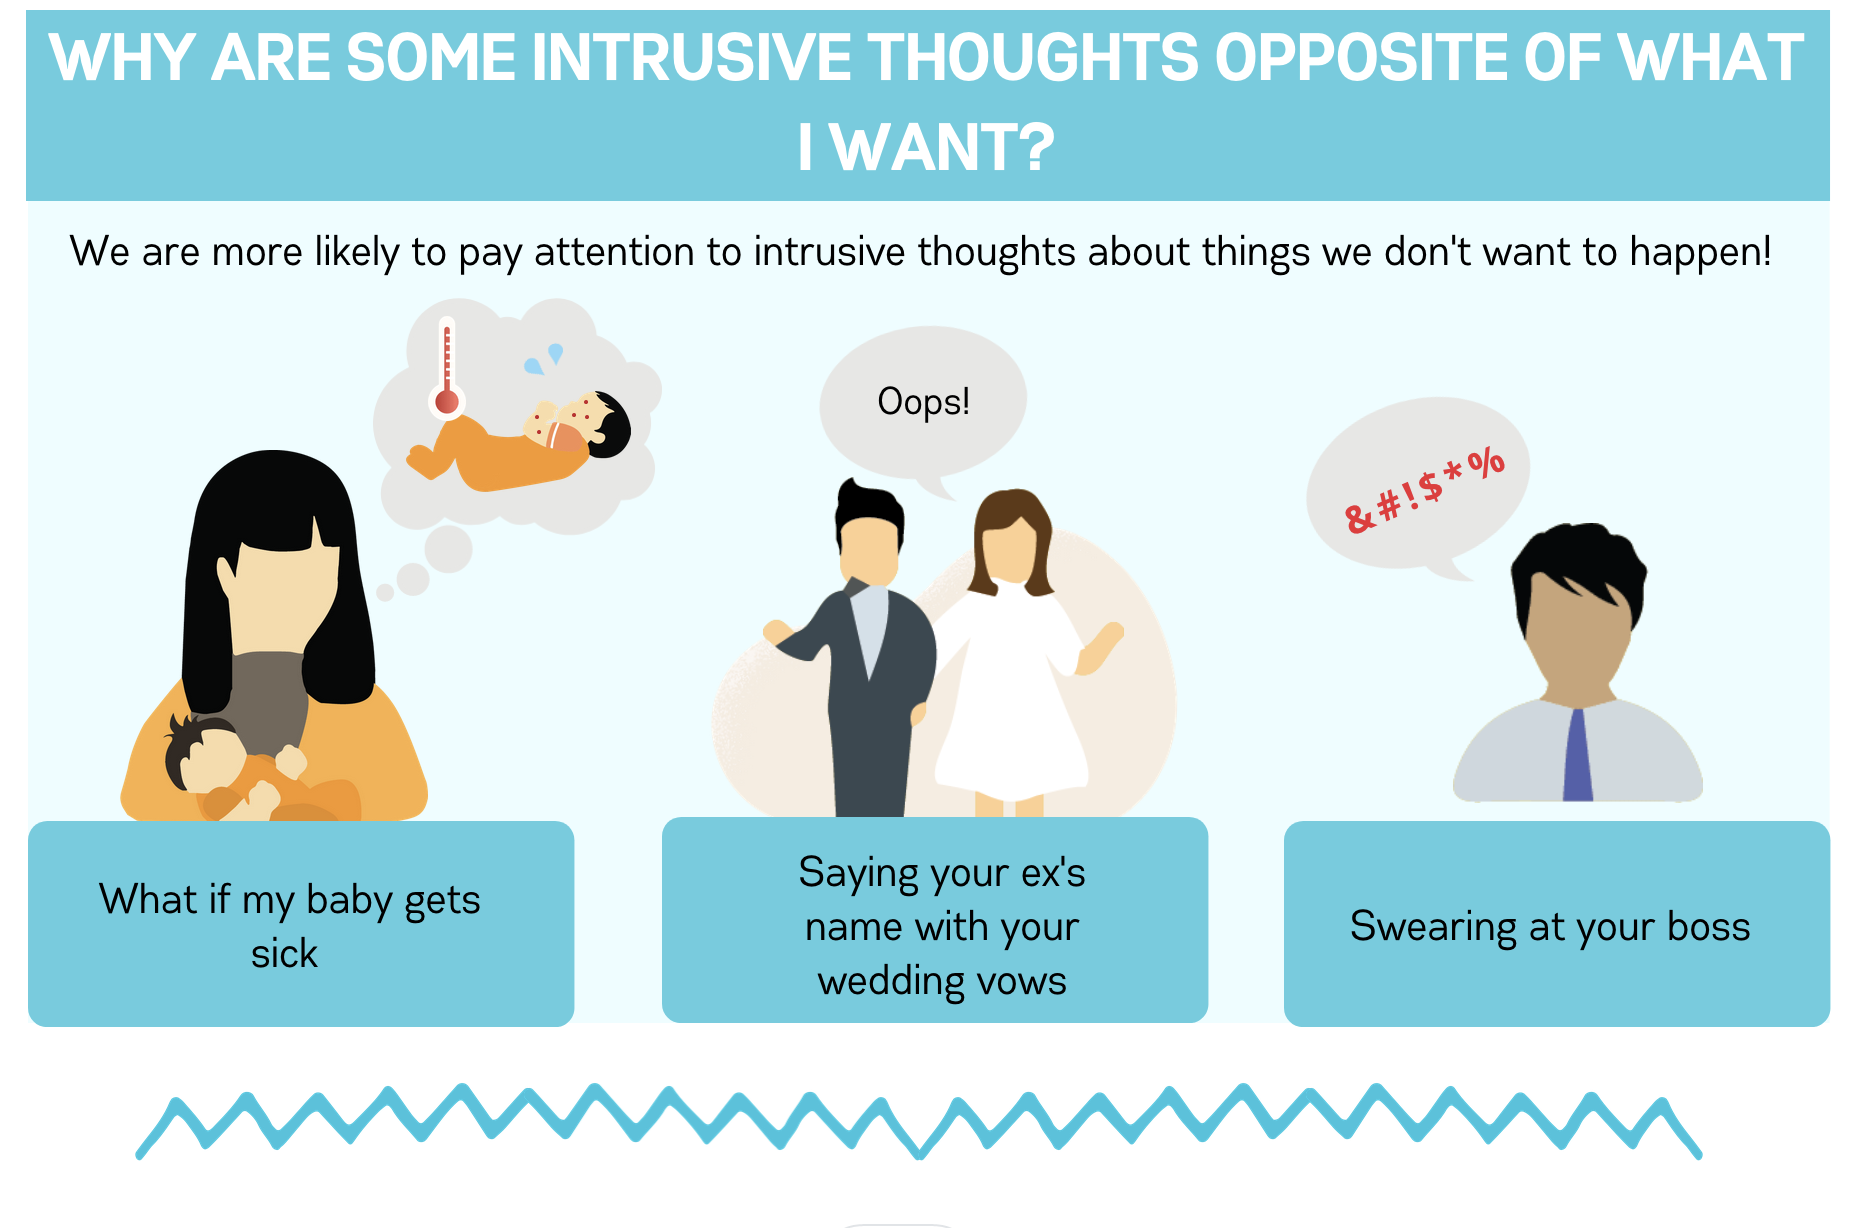 WHY ARE SOME INTRUSIVE THOUGHTS OPPOSITE OF WHAT
I WANT?
We are more likely to pay attention to intrusive thoughts about things we don't want to happen!
Oops!
&#!$*%
What if my baby gets
sick
Saying your ex's
name with your
wedding vows
Swearing at your boss